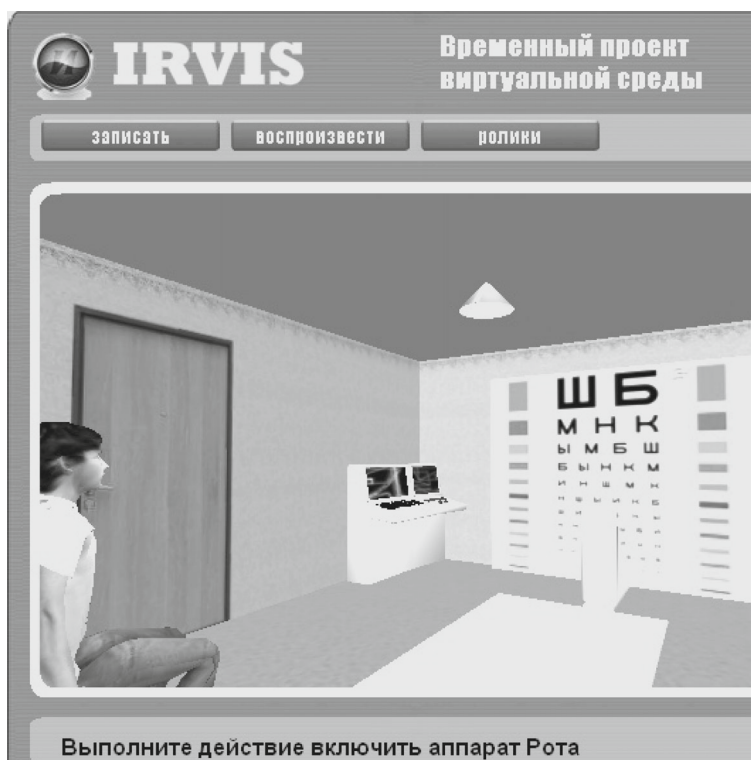 IRVIS
Временный проект
виртуальной среды
записать воспроизвести ролики
Ш Б
М Н К
Ы М Б Ш
Б Ы Н К М
И Н Ш М К
Выполните действие включить аппарат Рота